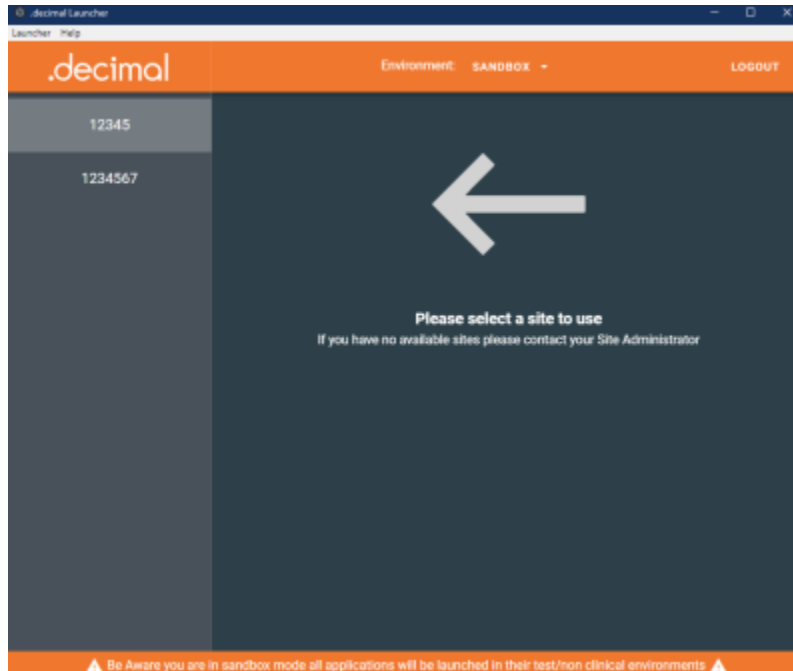 .decimal Launcher
Launcher Help
.decimal
Environment: SANDBOX
LOGOUT
12345
1234567
Please select a site to use
If you have no available sites please contact your Site Administrator
Be Aware you are in sandbox mode all applications will be launched in their test/non clinical environments